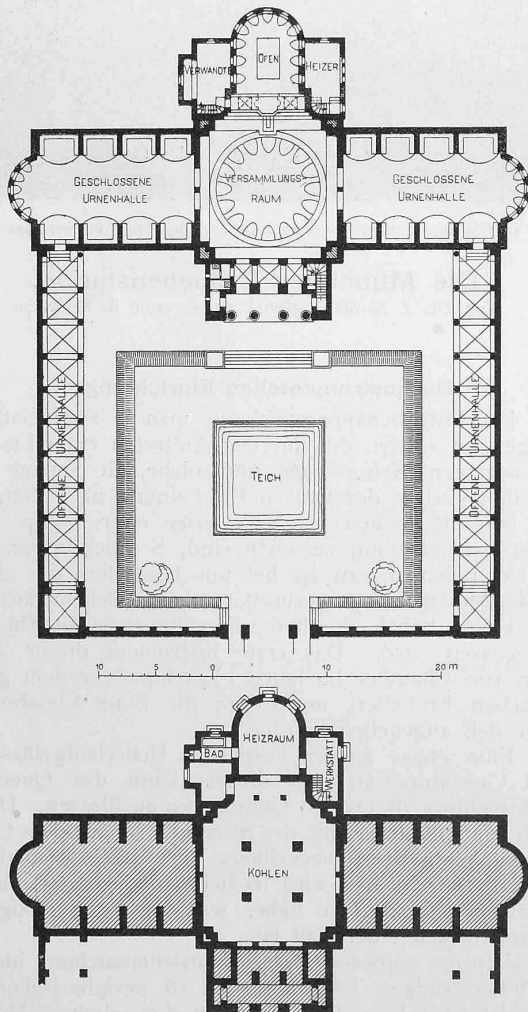 OFEN
VERWANDTE
HEIZER
GESCHLOSSENE
URNENHALLE
VERSAMMLUNGS
RAUM
GESCHLOSSENE
URNENHALLE
OFFENE URNENHALLE
OFFENE URNENHALLE
TEICH
10 5 0 10 20 m
HEIZRAUM
BAD
WERKSTATT
KOHLEN